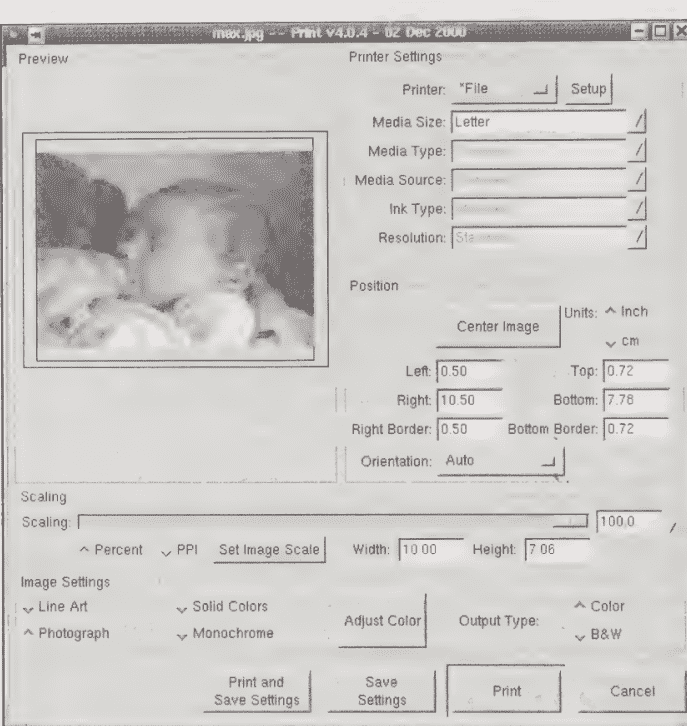 max.jpg -- Print v4.0.4 - 02 Dec 2000
Preview
Printer Settings
Printer: *File Setup
Media Size: Letter
Media Type:
Media Source:
Ink Type:
Resolution:
Position
Center Image
Units: Inch
cm
Left: 0.50 Top: 0.72
Right: 10.50 Bottom: 7.78
Right Border: 0.50 Bottom Border: 0.72
Orientation: Auto
Scaling
Scaling: 100.0
Percent PPI Set Image Scale Width: 10.00 Height: 7.06
Image Settings
Line Art Solid Colors
Photograph Monochrome
Adjust Color
Output Type: Color
B&W
Print and Save Settings
Save Settings
Print
Cancel